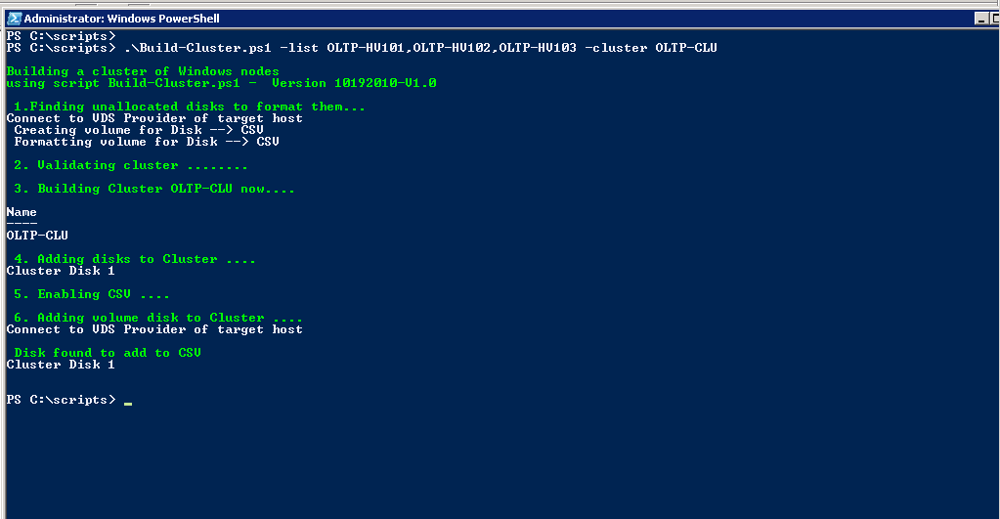 Administrator: Windows PowerShell
PS C:\scripts>
PS C:\scripts> .\Build-Cluster.ps1 -list OLTP-HV101,OLTP-HV102,OLTP-HV103 -cluster OLTP-CLU
Building a cluster of Windows nodes
using script Build-Cluster.ps1 -  Version 10192010-V1.0
1.Finding unallocated disks to format them...
Connect to VDS Provider of target host
Creating volume for Disk --> CSV
Formatting volume for Disk --> CSV
2. Validating cluster ........
3. Building Cluster OLTP-CLU now....
Name
----
OLTP-CLU
4. Adding disks to Cluster ....
Cluster Disk 1
5. Enabling CSV ....
6. Adding volume disk to Cluster ....
Connect to VDS Provider of target host
Disk found to add to CSV
Cluster Disk 1
PS C:\scripts> _